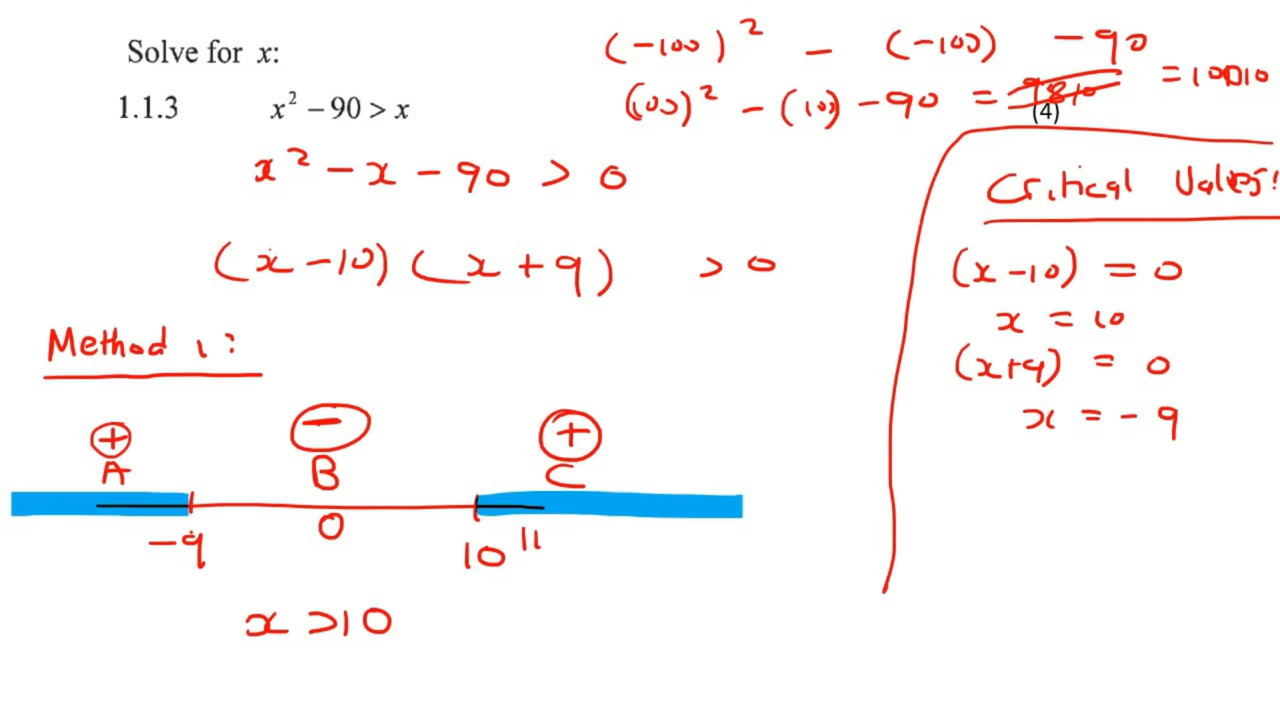 Solve for x:
1.1.3 x² − 90 > x
(−100)² − (−100) − 90 = 10010
(100)² − (10) − 90 = 9810
(4)
x² − x − 90 > 0
(x − 10) (x + 9) > 0
Critical Values:
(x − 10) = 0
x = 10
(x + 9) = 0
x = − 9
Method 1:
+ − +
A B C
−9 0 10 11
x > 10